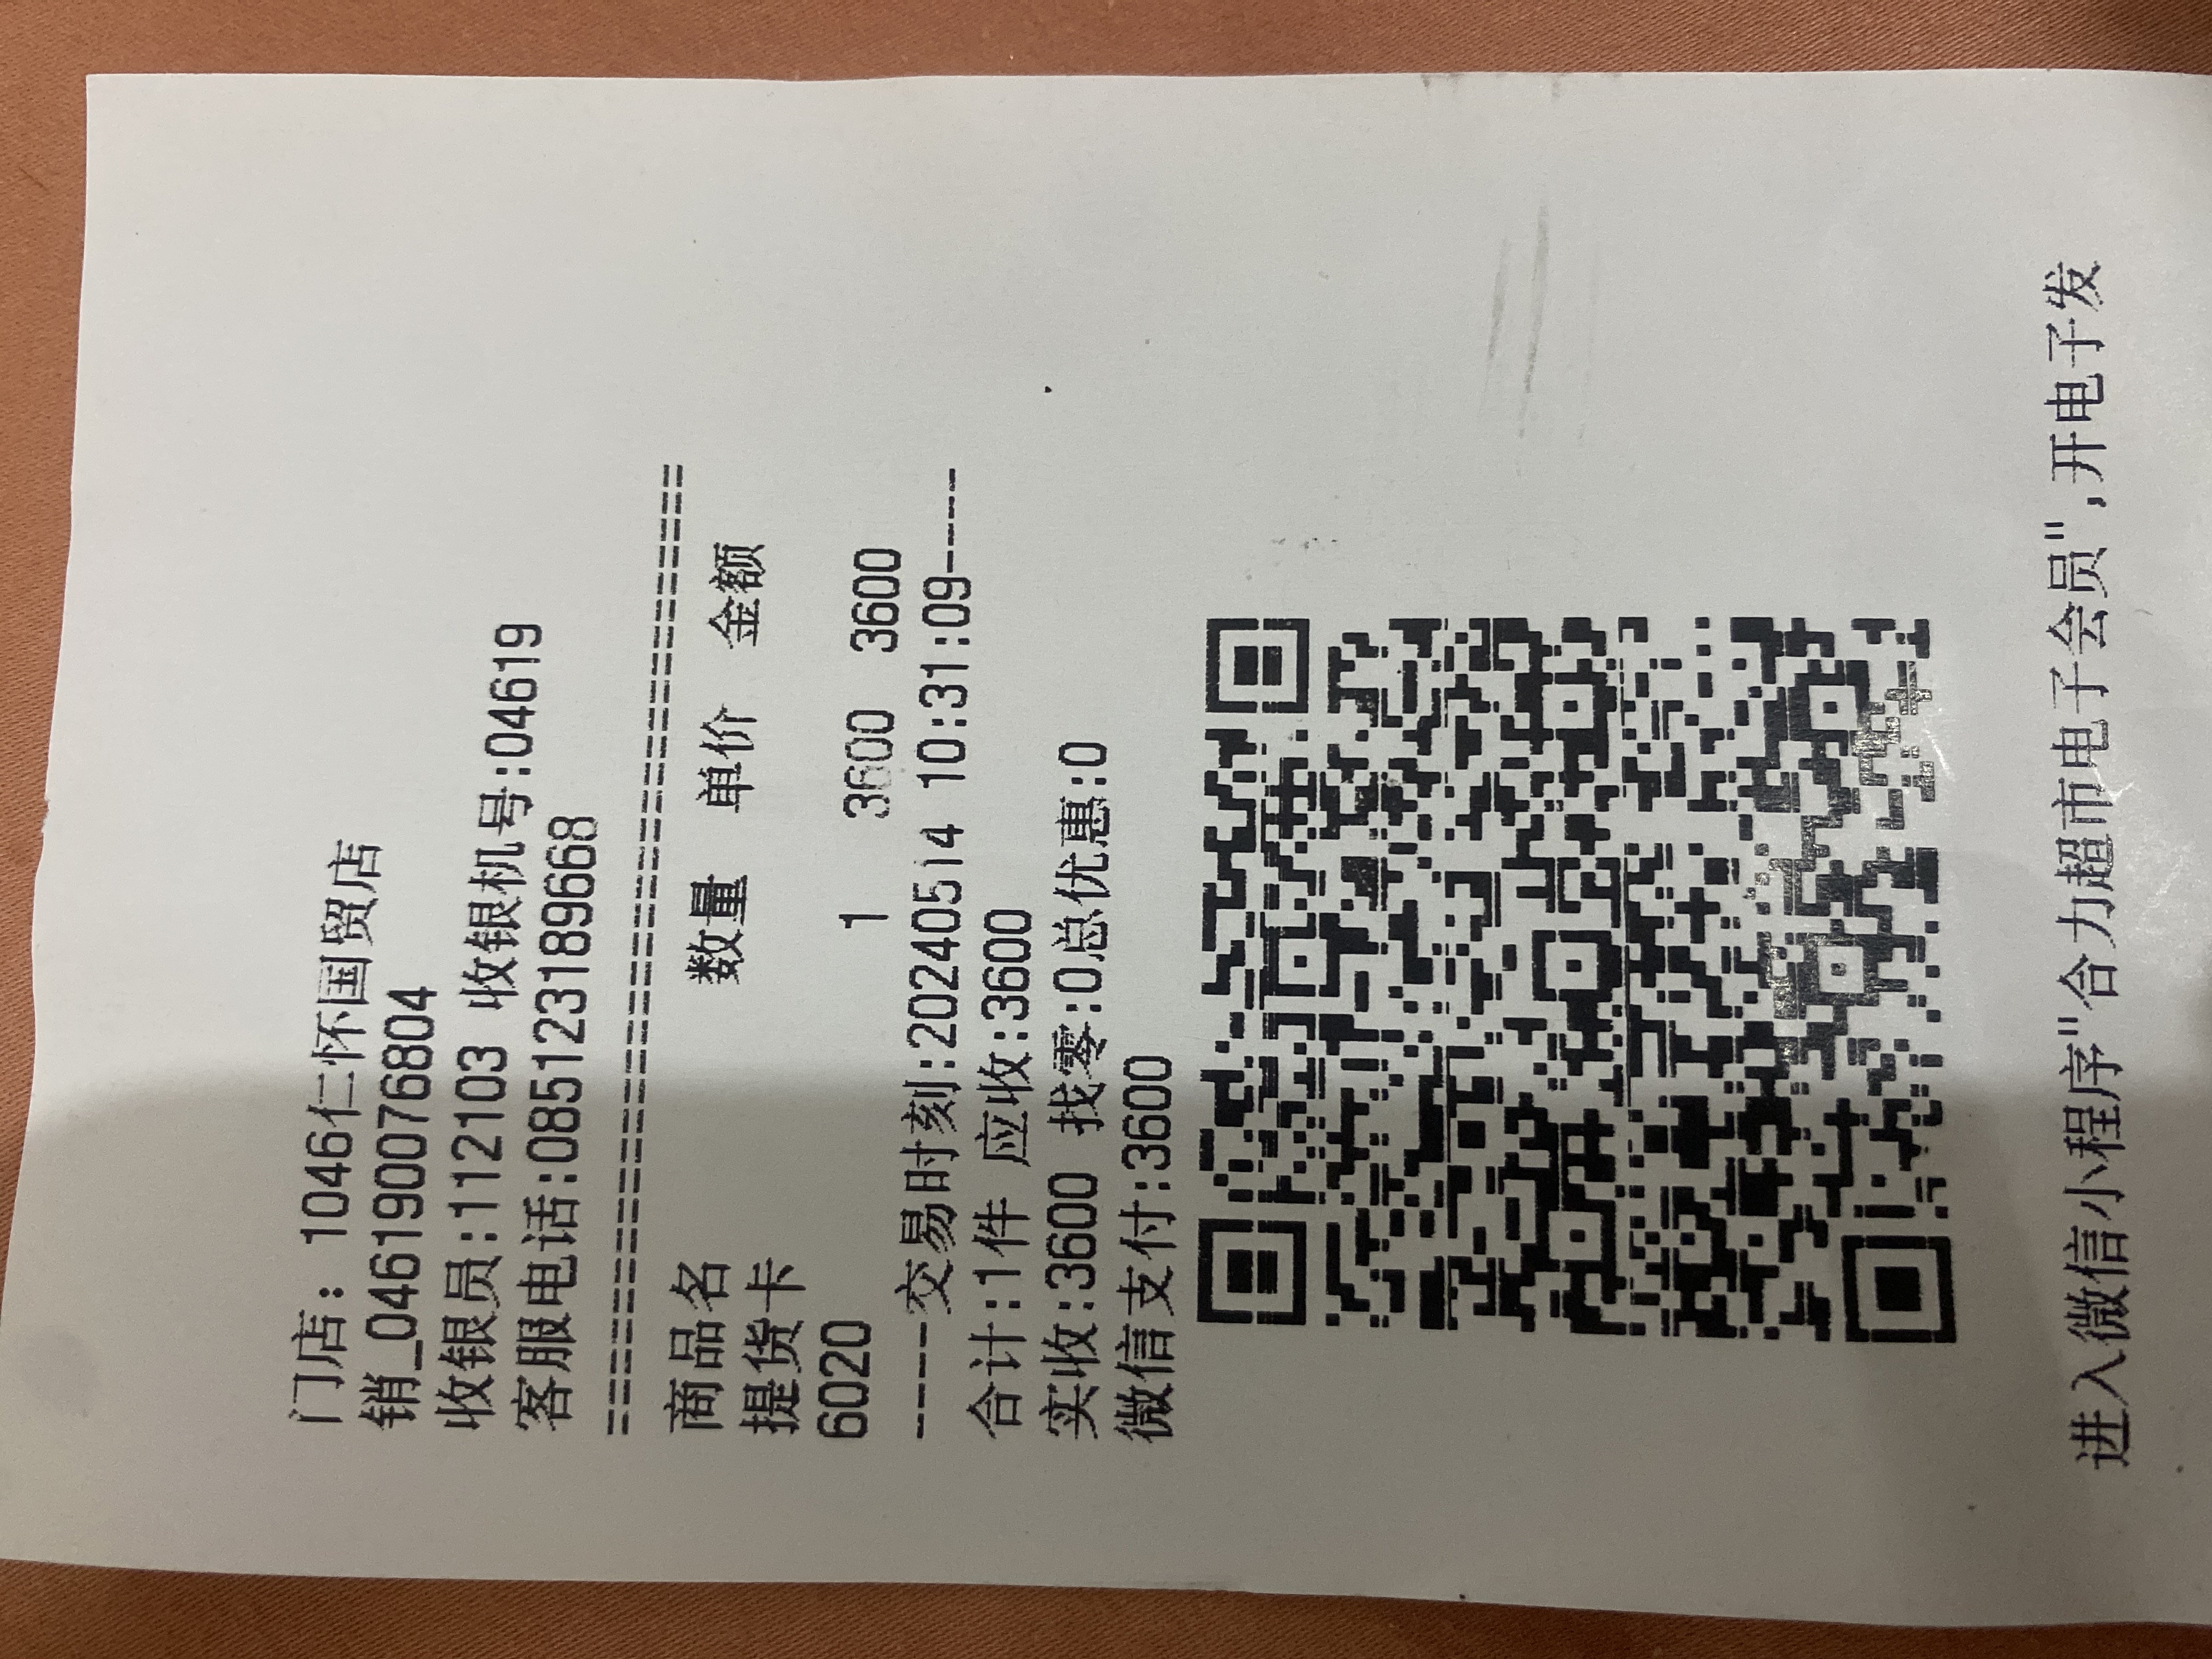 门店: 1046仁怀国贸店
销_046190076804
收银员:112103 收银机号:04619
客服电话:085123189668
==========================================
商品名 数量 单价 金额
提货卡
6020 1 3600 3600
----交易时刻:20240514 10:31:09-----
合计:1件 应收:3600
实收:3600 找零:0总优惠:0
微信支付:3600
进入微信小程序"合力超市电子会员",开电子发